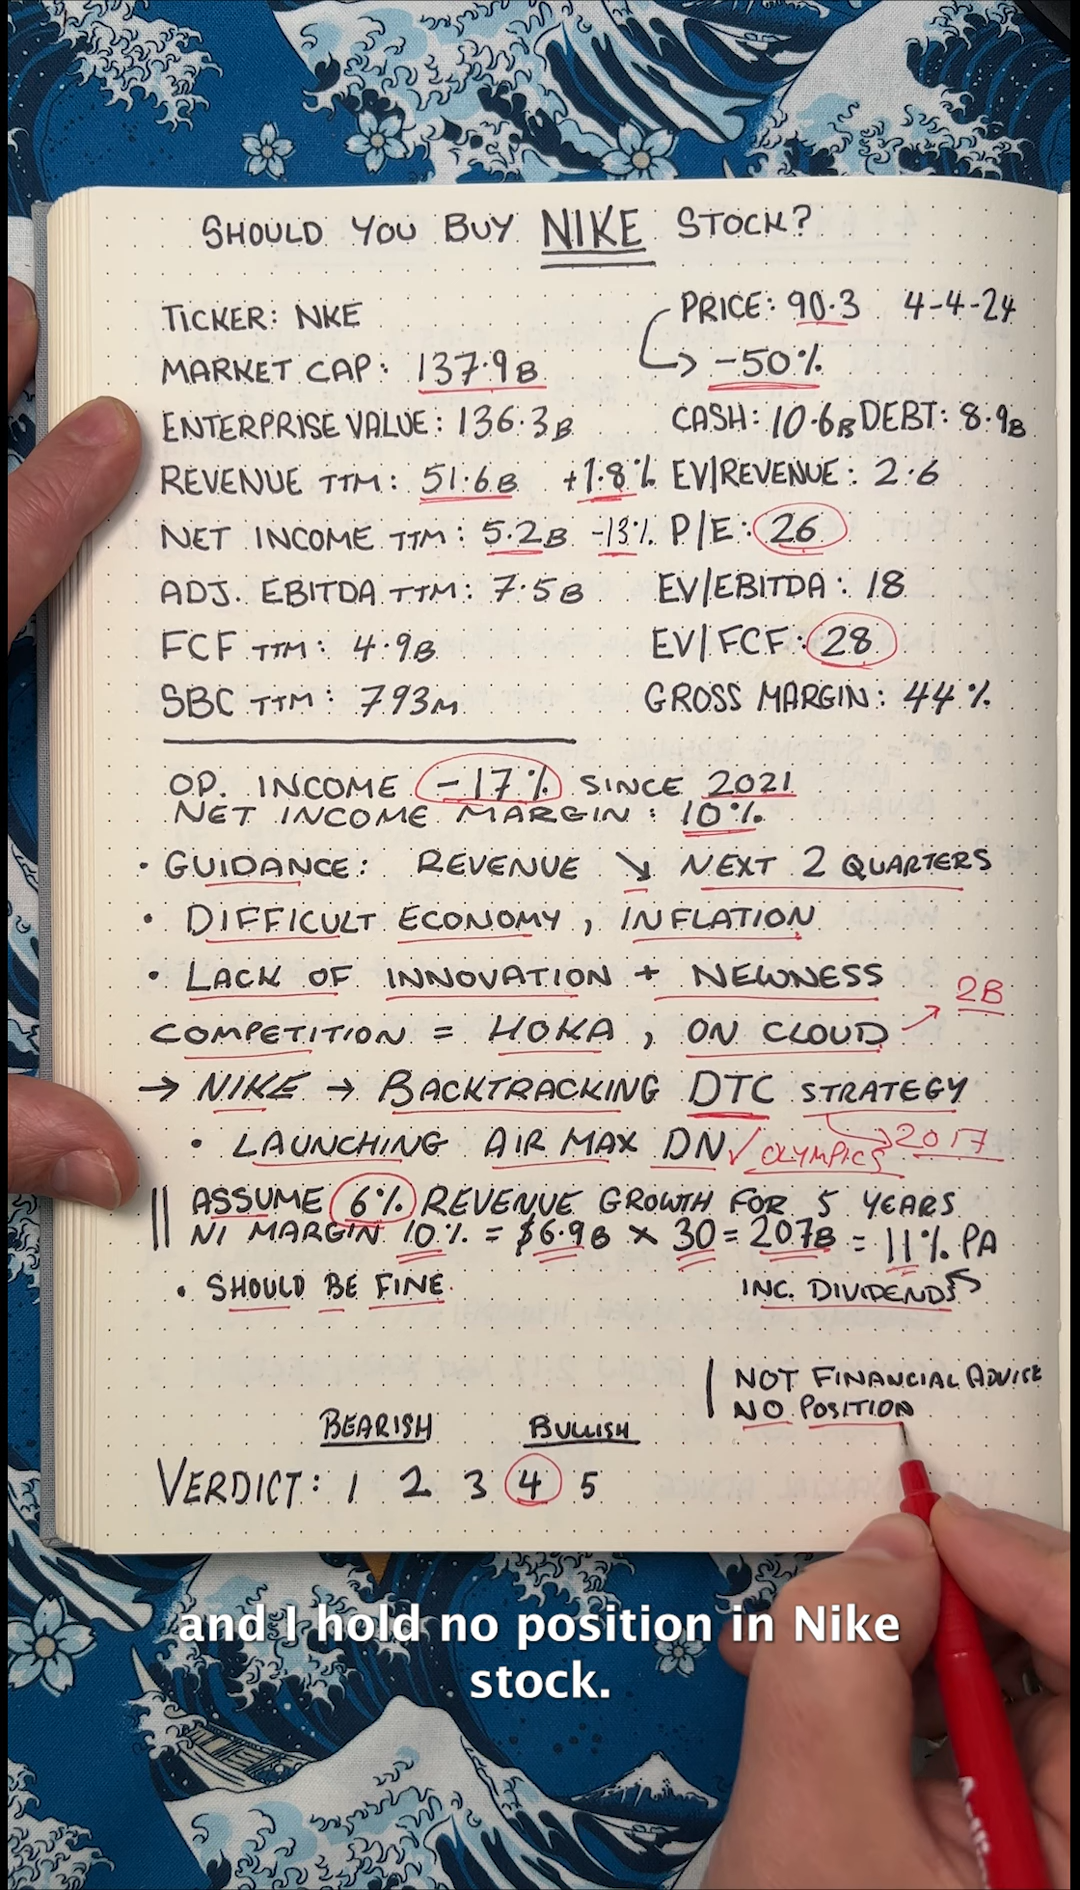 SHOULD YOU BUY NIKE STOCK?
TICKER: NKE PRICE: 90.3 4-4-24
MARKET CAP: 137.9B → -50%
ENTERPRISE VALUE: 136.3B CASH: 10.6B DEBT: 8.9B
REVENUE TTM: 51.6B +1.8% EV/REVENUE: 2.6
NET INCOME TTM: 5.2B -13% P/E: 26
ADJ. EBITDA TTM: 7.5B EV/EBITDA: 18
FCF TTM: 4.9B EV/FCF: 28
SBC TTM: 793M GROSS MARGIN: 44%
OP. INCOME -17% SINCE 2021
NET INCOME MARGIN: 10%
• GUIDANCE: REVENUE ↘ NEXT 2 QUARTERS
• DIFFICULT ECONOMY, INFLATION
• LACK OF INNOVATION + NEWNESS
COMPETITION = HOKA, ON CLOUD → 2B
→ NIKE → BACKTRACKING DTC STRATEGY → 2017
• LAUNCHING AIR MAX DN ✓ OLYMPICS
|| ASSUME 6% REVENUE GROWTH FOR 5 YEARS
NI MARGIN 10% = $6.9B × 30 = 207B = 11% PA
• SHOULD BE FINE INC. DIVIDENDS
NOT FINANCIAL ADVICE
NO POSITION
BEARISH BULLISH
VERDICT: 1 2 3 4 5
and I hold no position in Nike
stock.